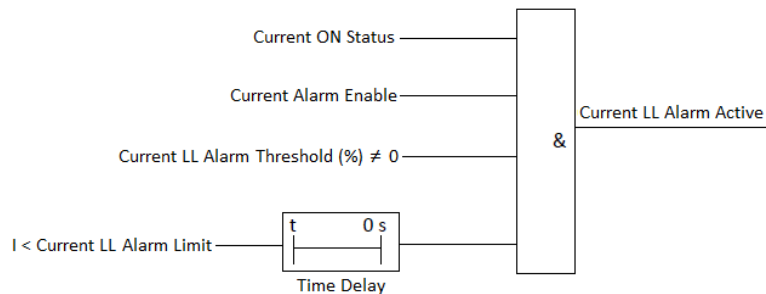 Current ON Status
Current Alarm Enable
Current LL Alarm Active
&
Current LL Alarm Threshold (%) ≠ 0
t 0 s
I < Current LL Alarm Limit
Time Delay